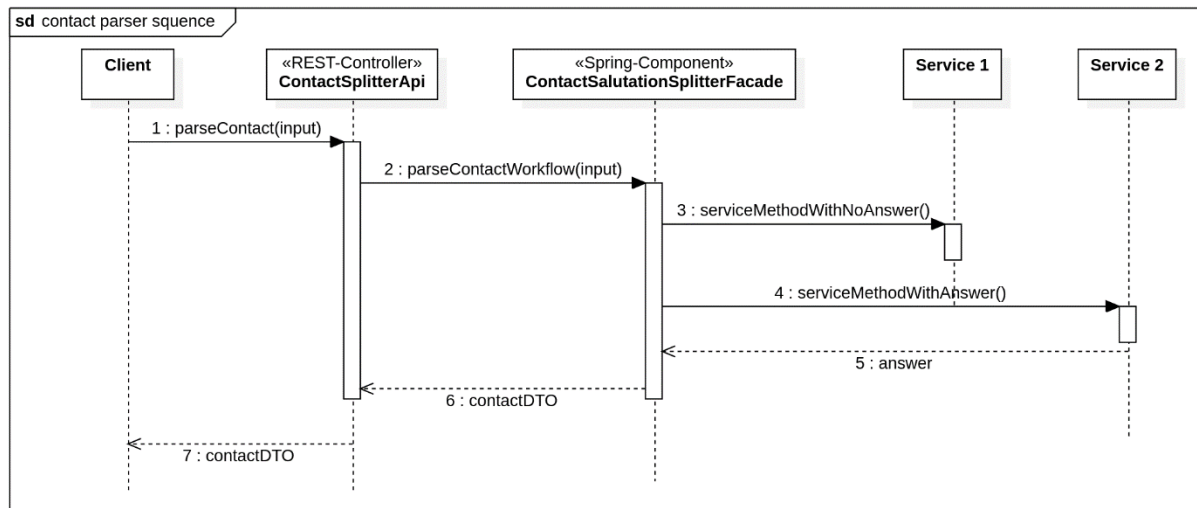 sd contact parser squence
Client
«REST-Controller»
ContactSplitterApi
«Spring-Component»
ContactSalutationSplitterFacade
Service 1
Service 2
1 : parseContact(input)
2 : parseContactWorkflow(input)
3 : serviceMethodWithNoAnswer()
4 : serviceMethodWithAnswer()
5 : answer
6 : contactDTO
7 : contactDTO